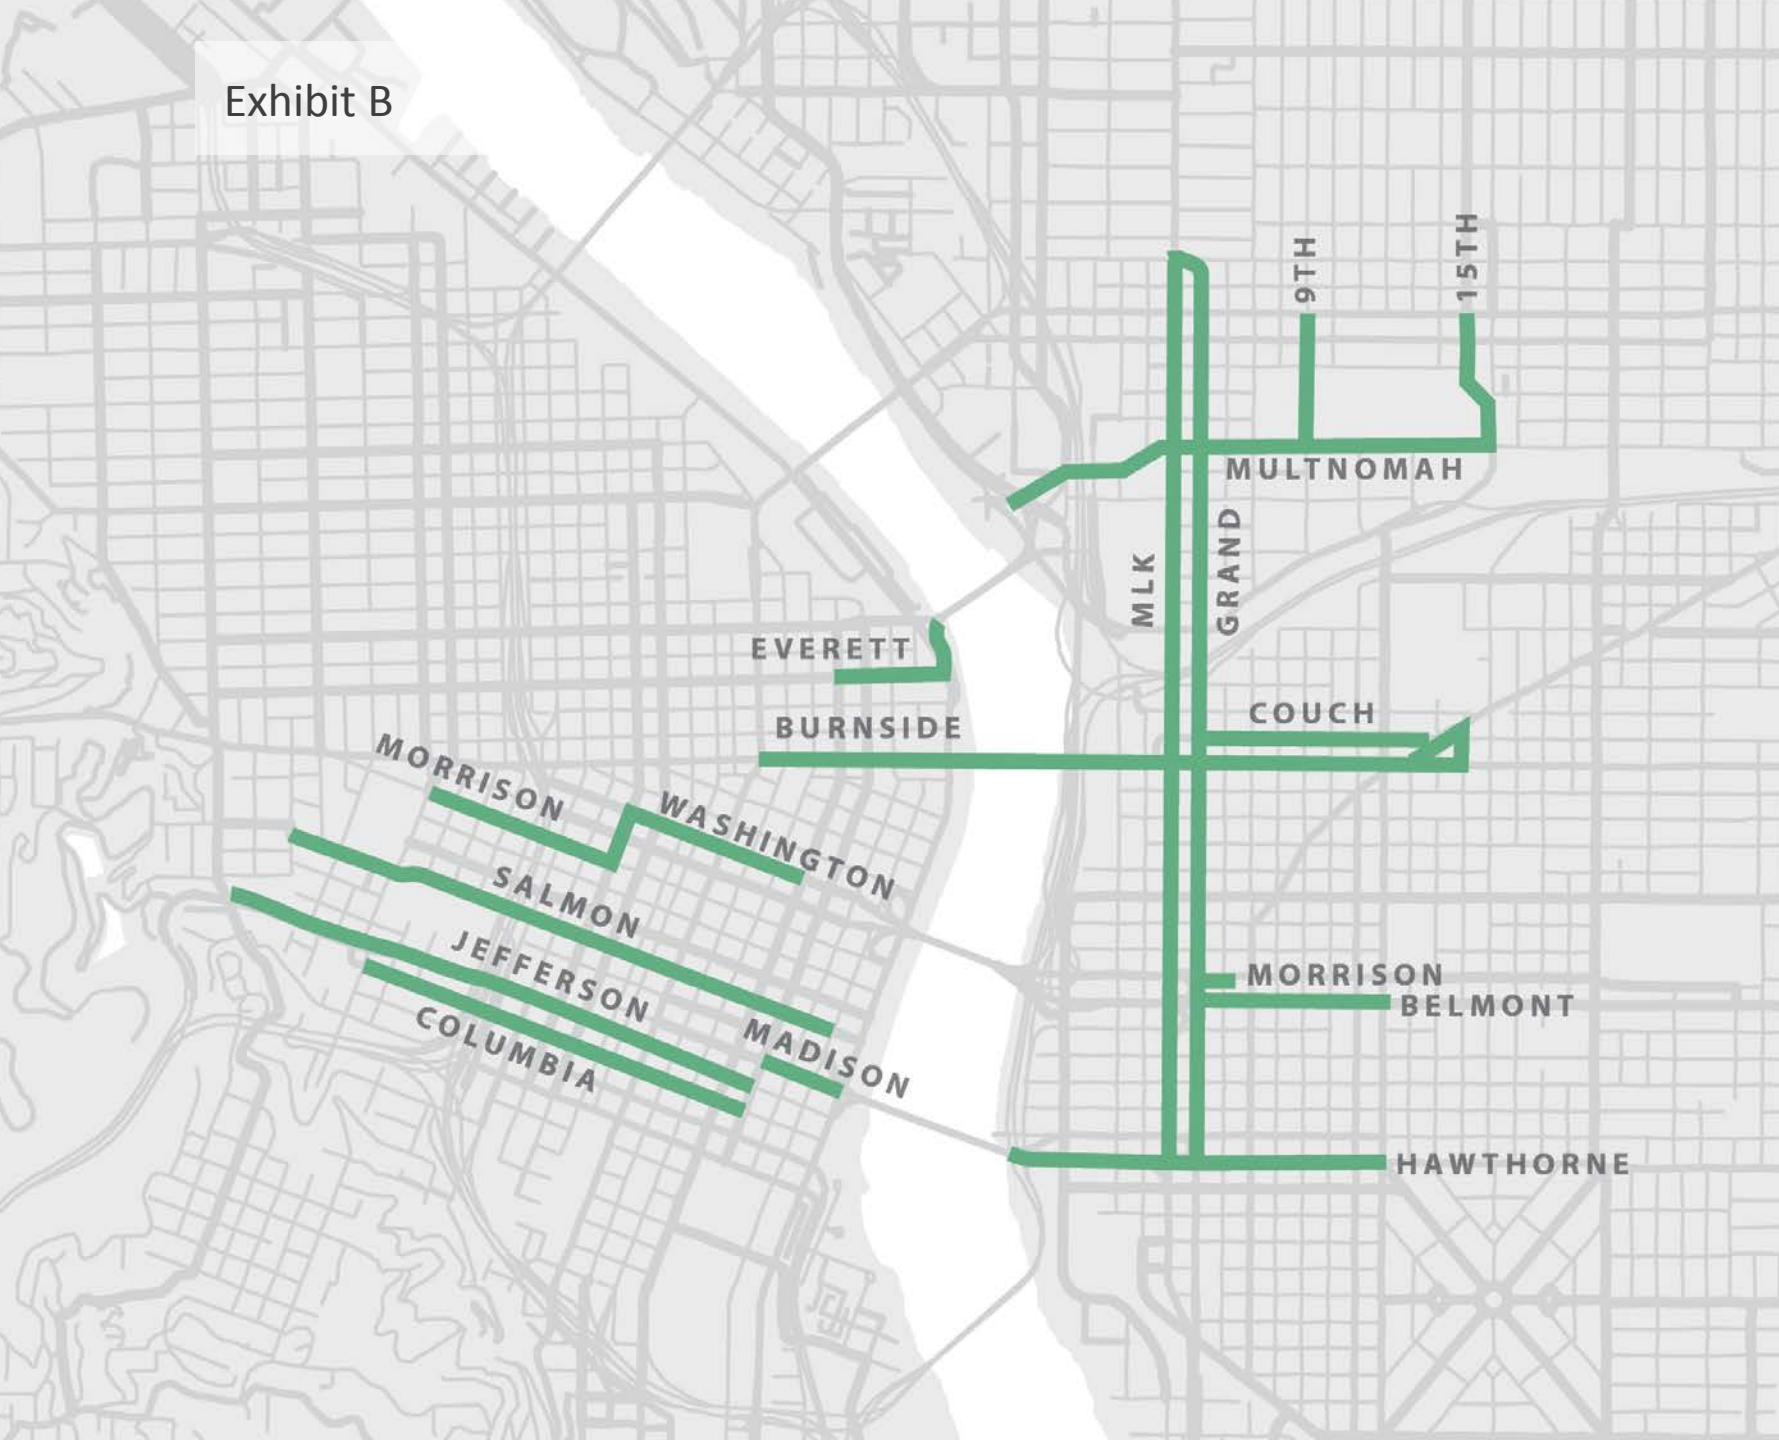 Exhibit B
9TH
15TH
MULTNOMAH
MLK
GRAND
EVERETT
COUCH
BURNSIDE
MORRISON
WASHINGTON
SALMON
JEFFERSON
MORRISON
BELMONT
COLUMBIA
MADISON
HAWTHORNE